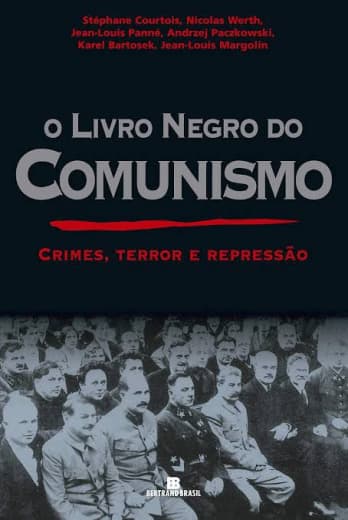 Stéphane Courtois, Nicolas Werth,
Jean-Louis Panné, Andrzej Paczkowski,
Karel Bartosek, Jean-Louis Margolin
O LIVRO NEGRO DO
COMUNISMO
CRIMES, TERROR E REPRESSÃO
BB
BERTRAND BRASIL